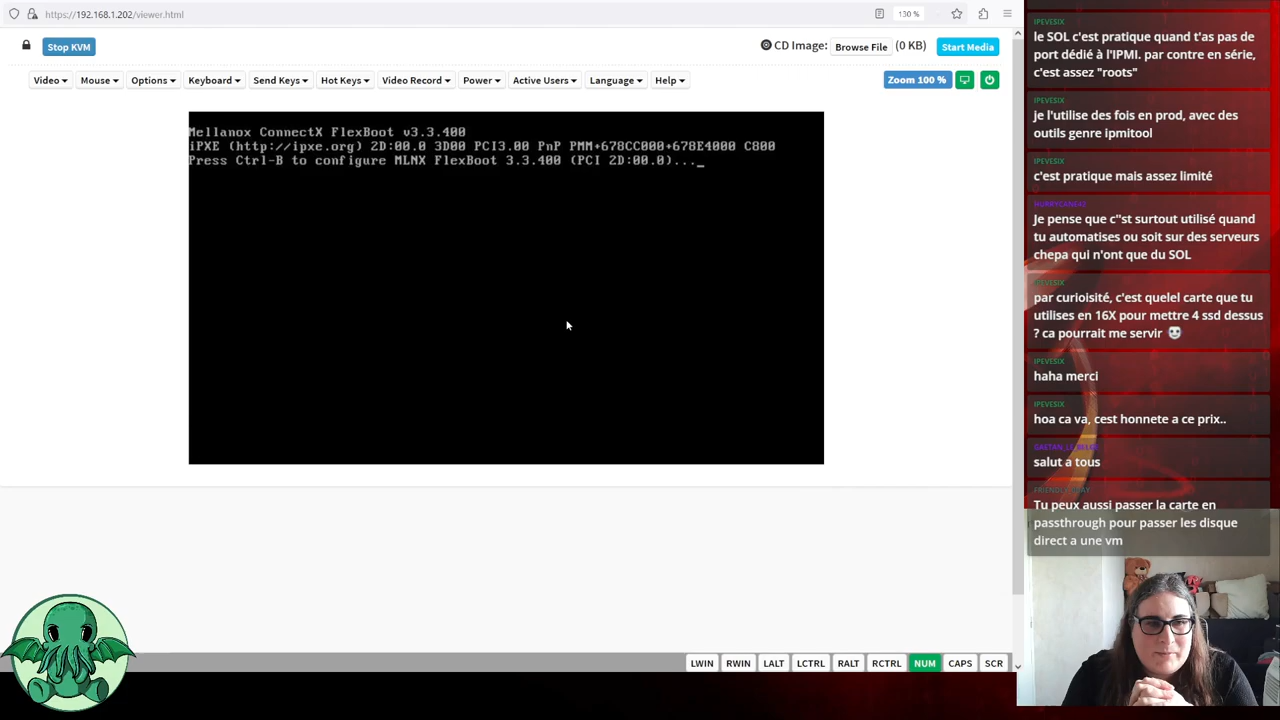 https://192.168.1.202/viewer.html
130 %
Stop KVM
CD Image: Browse File (0 KB) Start Media
Video Mouse Options Keyboard Send Keys Hot Keys Video Record Power Active Users Language Help
Zoom 100 %
Mellanox ConnectX FlexBoot v3.3.400
iPXE (http://ipxe.org) 2D:00.0 3D00 PCI3.00 PnP PMM+678CC000+678E4000 C800
Press Ctrl-B to configure MLNX FlexBoot 3.3.400 (PCI 2D:00.0)..._
LWIN RWIN LALT LCTRL RALT RCTRL NUM CAPS SCR
IPEVESIX
le SOL c'est pratique quand t'as pas de
port dédié à l'IPMI. par contre en série,
c'est assez "roots"
IPEVESIX
je l'utilise des fois en prod, avec des
outils genre ipmitool
IPEVESIX
c'est pratique mais assez limité
HURRYCANE42
Je pense que c"st surtout utilisé quand
tu automatises ou soit sur des serveurs
chepa qui n'ont que du SOL
IPEVESIX
par curioisité, c'est quelel carte que tu
utilises en 16X pour mettre 4 ssd dessus
? ca pourrait me servir
IPEVESIX
haha merci
IPEVESIX
hoa ca va, cest honnete a ce prix..
salut a tous
Tu peux aussi passer la carte en
passthrough pour passer les disque
direct a une vm